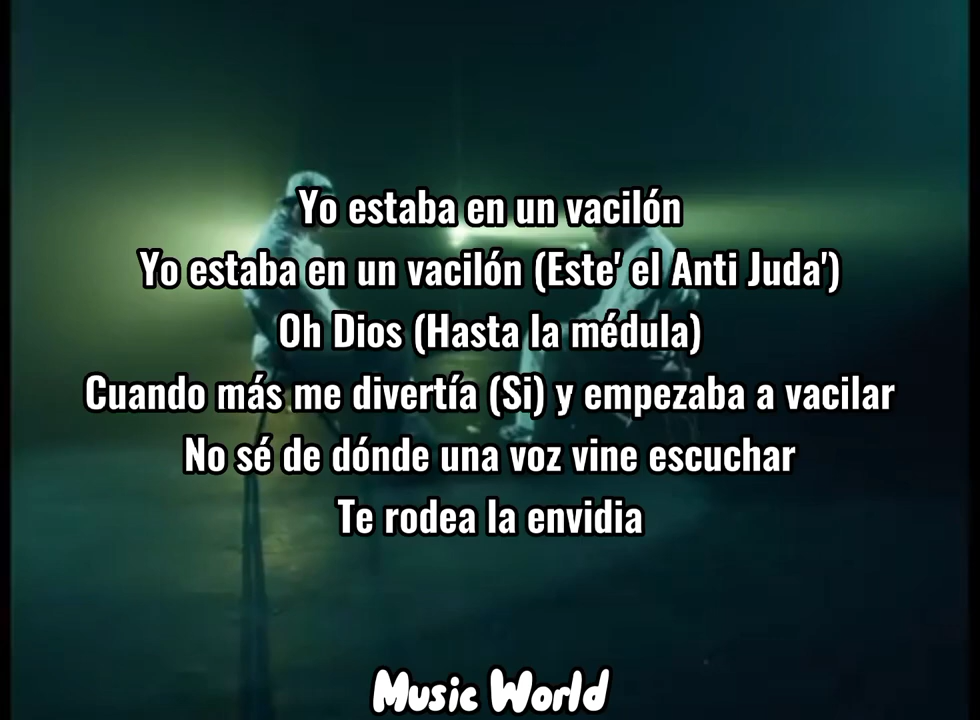 Yo estaba en un vacilón
Yo estaba en un vacilón (Este' el Anti Juda')
Oh Dios (Hasta la médula)
Cuando más me divertía (Si) y empezaba a vacilar
No sé de dónde una voz vine escuchar
Te rodea la envidia
Music World